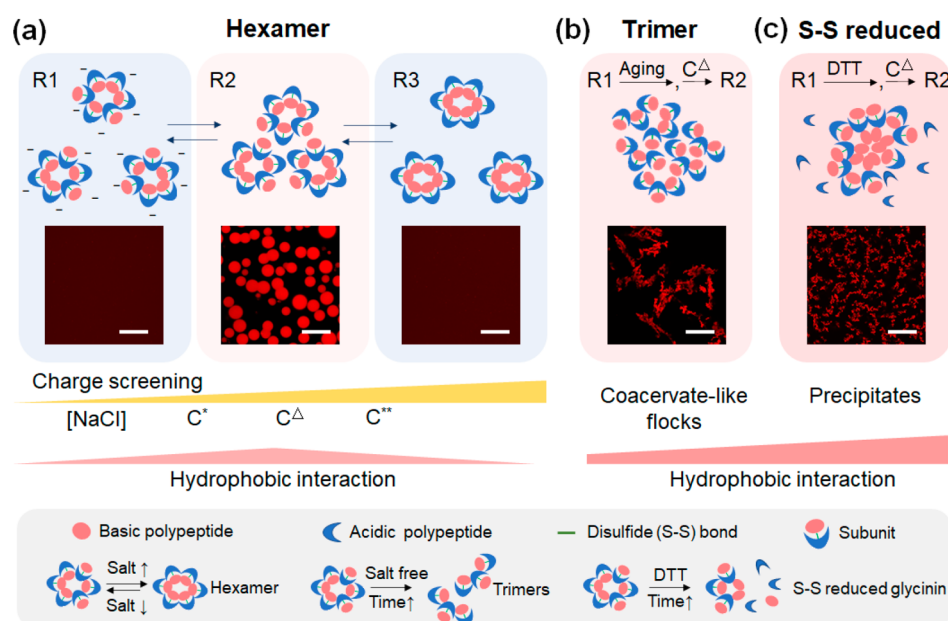 (a) Hexamer
R1
R2
R3
Charge screening
[NaCl] C* C△ C**
Hydrophobic interaction
(b) Trimer
R1 Aging , C△ R2
Coacervate-like
flocks
(c) S-S reduced
R1 DTT , C△ R2
Precipitates
Hydrophobic interaction
Basic polypeptide
Acidic polypeptide
Disulfide (S-S) bond
Subunit
Salt ↑
Salt ↓
Hexamer
Salt free
Time↑
Trimers
DTT
Time↑
S-S reduced glycinin